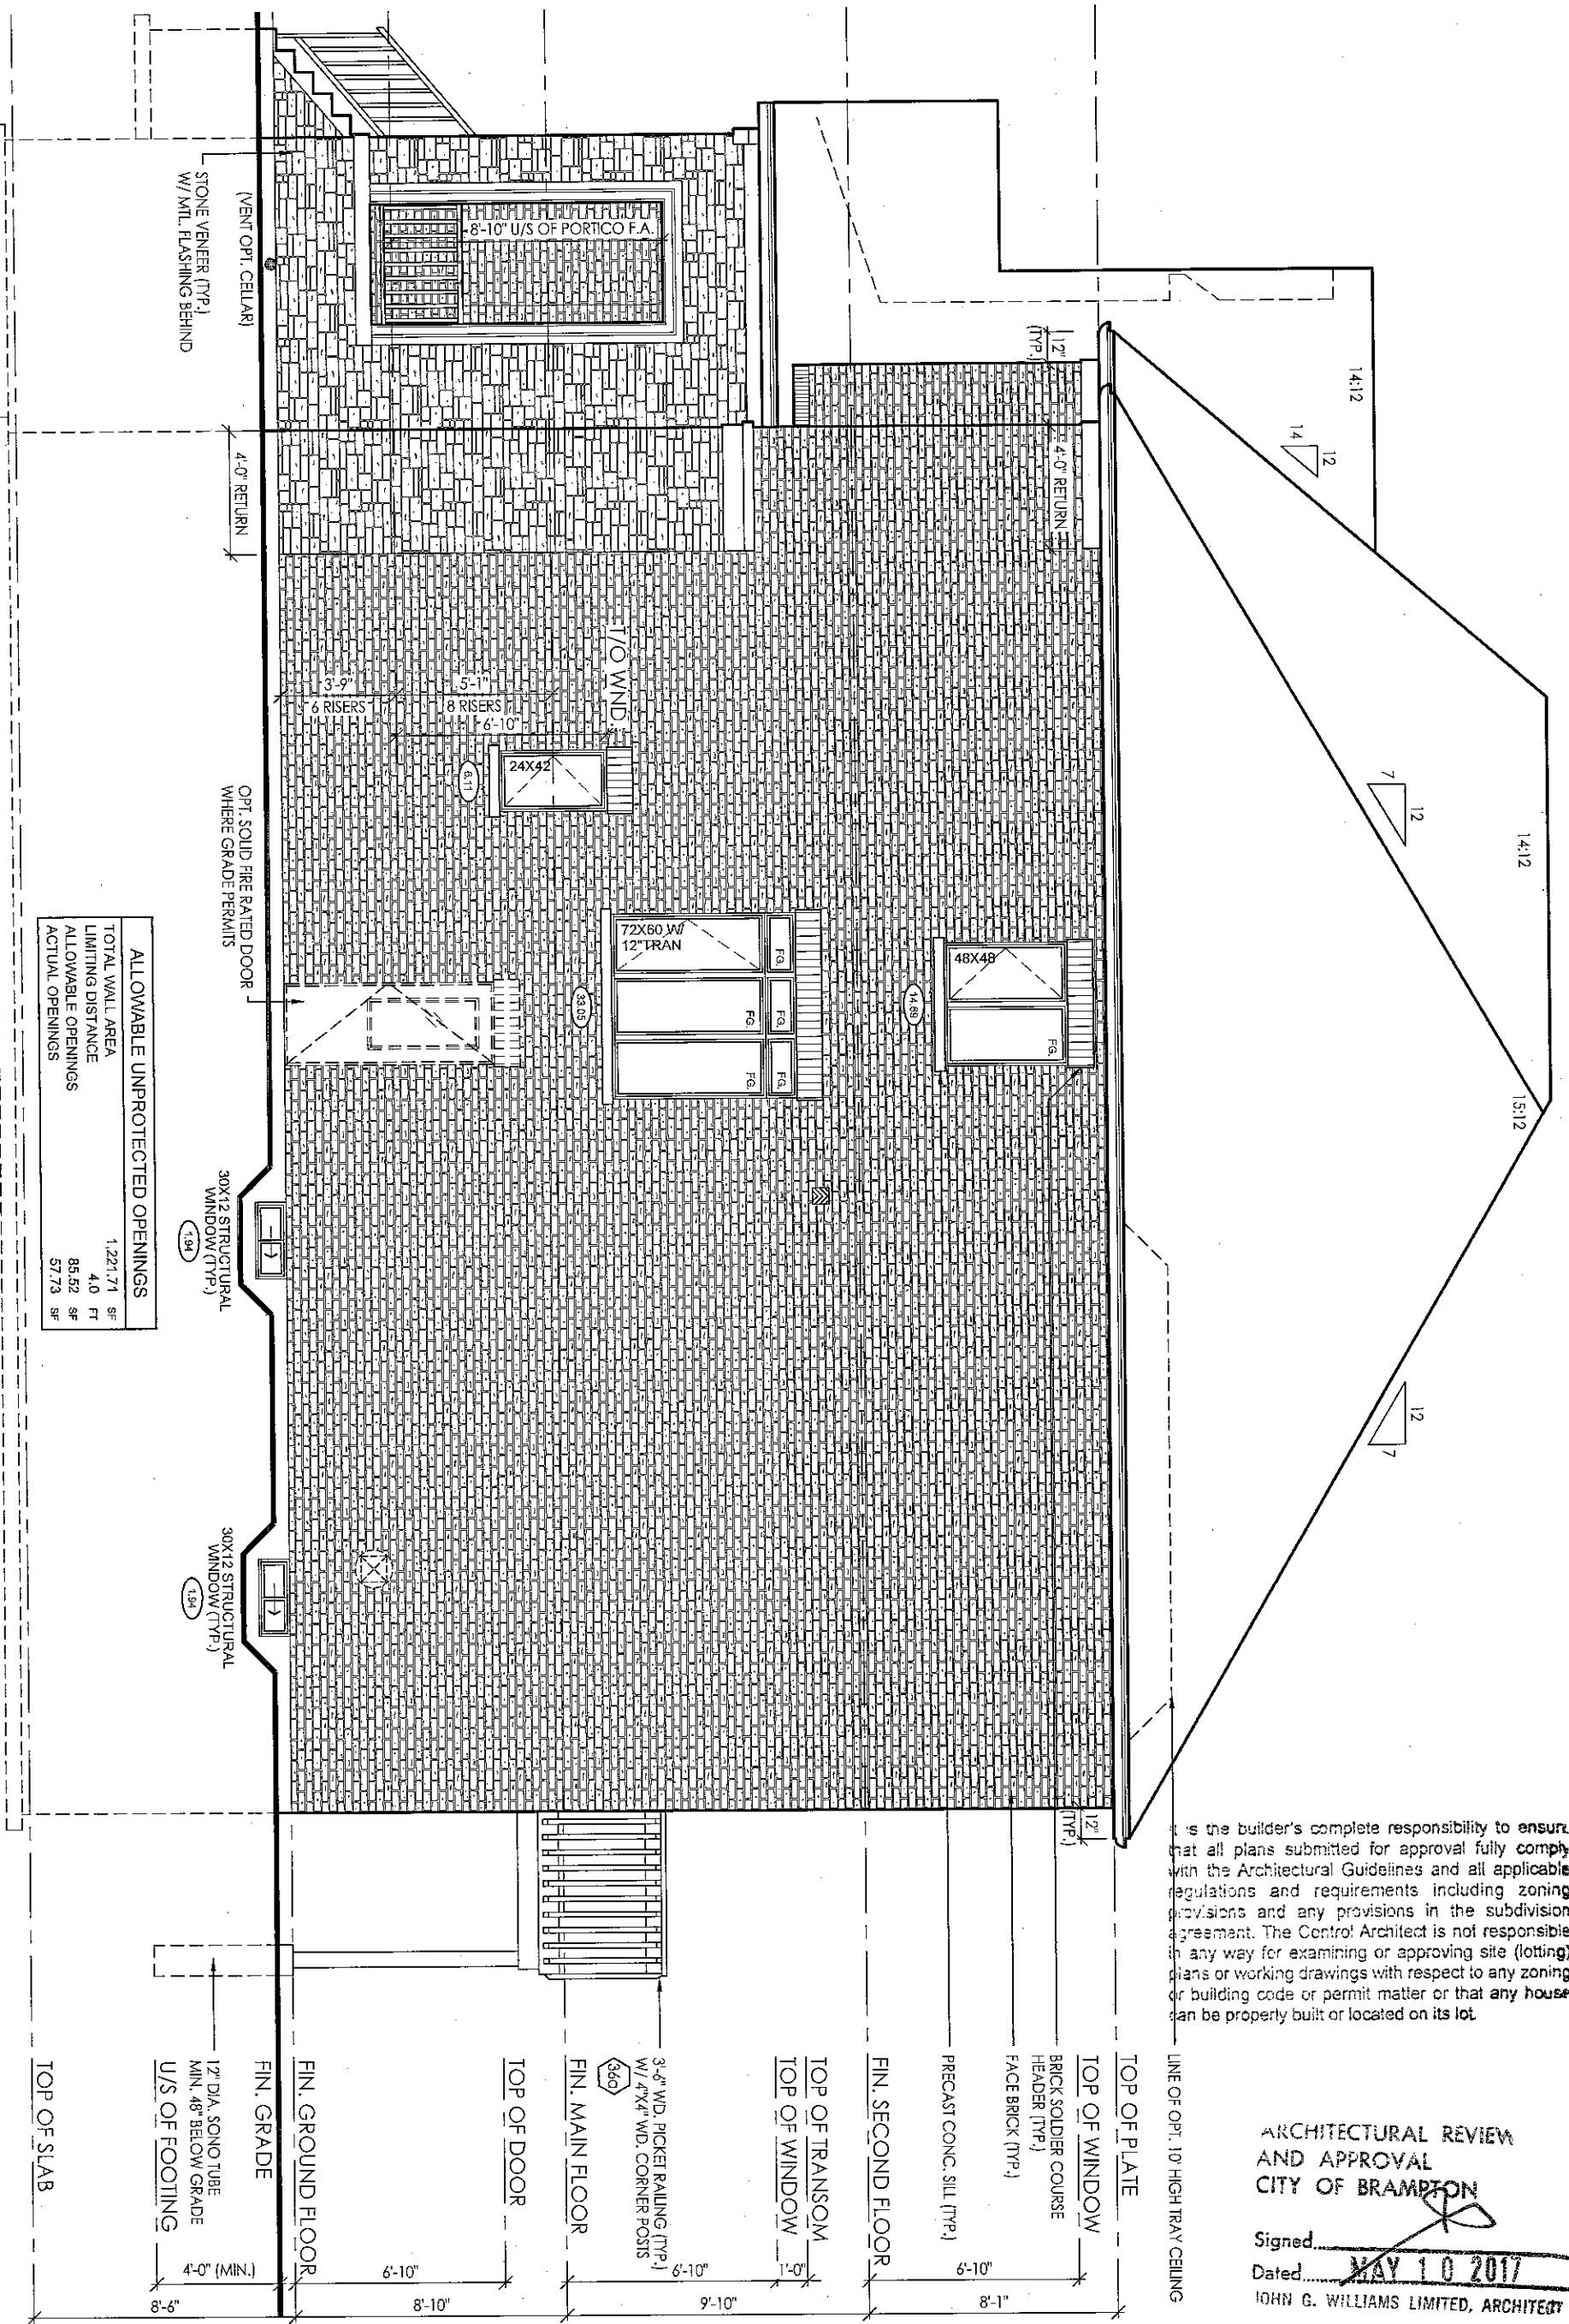 It is the builder's complete responsibility to ensure
that all plans submitted for approval fully comply
with the Architectural Guidelines and all applicable
regulations and requirements including zoning
provisions and any provisions in the subdivision
agreement. The Control Architect is not responsible
in any way for examining or approving site (lotting)
plans or working drawings with respect to any zoning
or building code or permit matter or that any house
can be properly built or located on its lot.
ARCHITECTURAL REVIEW
AND APPROVAL
CITY OF BRAMPTON
Signed
Dated MAY 10 2017
JOHN G. WILLIAMS LIMITED, ARCHITECT
14:12
14:12
15:12
14
12
7
12
12
7
12"
(TYP.)
4'-0" RETURN
12"
(TYP.)
LINE OF OPT. 10' HIGH TRAY CEILING
TOP OF PLATE
TOP OF WINDOW
BRICK SOLDIER COURSE
HEADER (TYP.)
FACE BRICK (TYP.)
PRECAST CONC. SILL (TYP.)
FIN. SECOND FLOOR
TOP OF TRANSOM
TOP OF WINDOW
3'-6" WD. PICKET RAILING (TYP.)
W/ 4"X4" WD. CORNER POSTS
36a
FIN. MAIN FLOOR
TOP OF DOOR
FIN. GROUND FLOOR
FIN. GRADE
12" DIA. SONO TUBE
MIN. 48" BELOW GRADE
U/S OF FOOTING
TOP OF SLAB
6'-10"
8'-1"
1'-0"
6'-10"
9'-10"
6'-10"
8'-10"
4'-0" (MIN.)
8'-6"
48X48
FG.
14.69
72X60 W/
12"TRAN
FG.
FG.
FG.
FG.
FG.
33.05
T/O WND
24X42
6.11
5'-1"
8 RISERS
6'-10"
3'-9"
6 RISERS
8'-10" U/S OF PORTICO F.A.
(VENT OPT. CELLAR)
STONE VENEER (TYP.)
W/ MTL. FLASHING BEHIND
4'-0" RETURN
OPT. SOLID FIRE RATED DOOR
WHERE GRADE PERMITS
30X12 STRUCTURAL
WINDOW (TYP.)
1.94
30X12 STRUCTURAL
WINDOW (TYP.)
1.94
ALLOWABLE UNPROTECTED OPENINGS
TOTAL WALL AREA 1,221.71 SF
LIMITING DISTANCE 4.0 FT
ALLOWABLE OPENINGS 85.52 SF
ACTUAL OPENINGS 57.73 SF